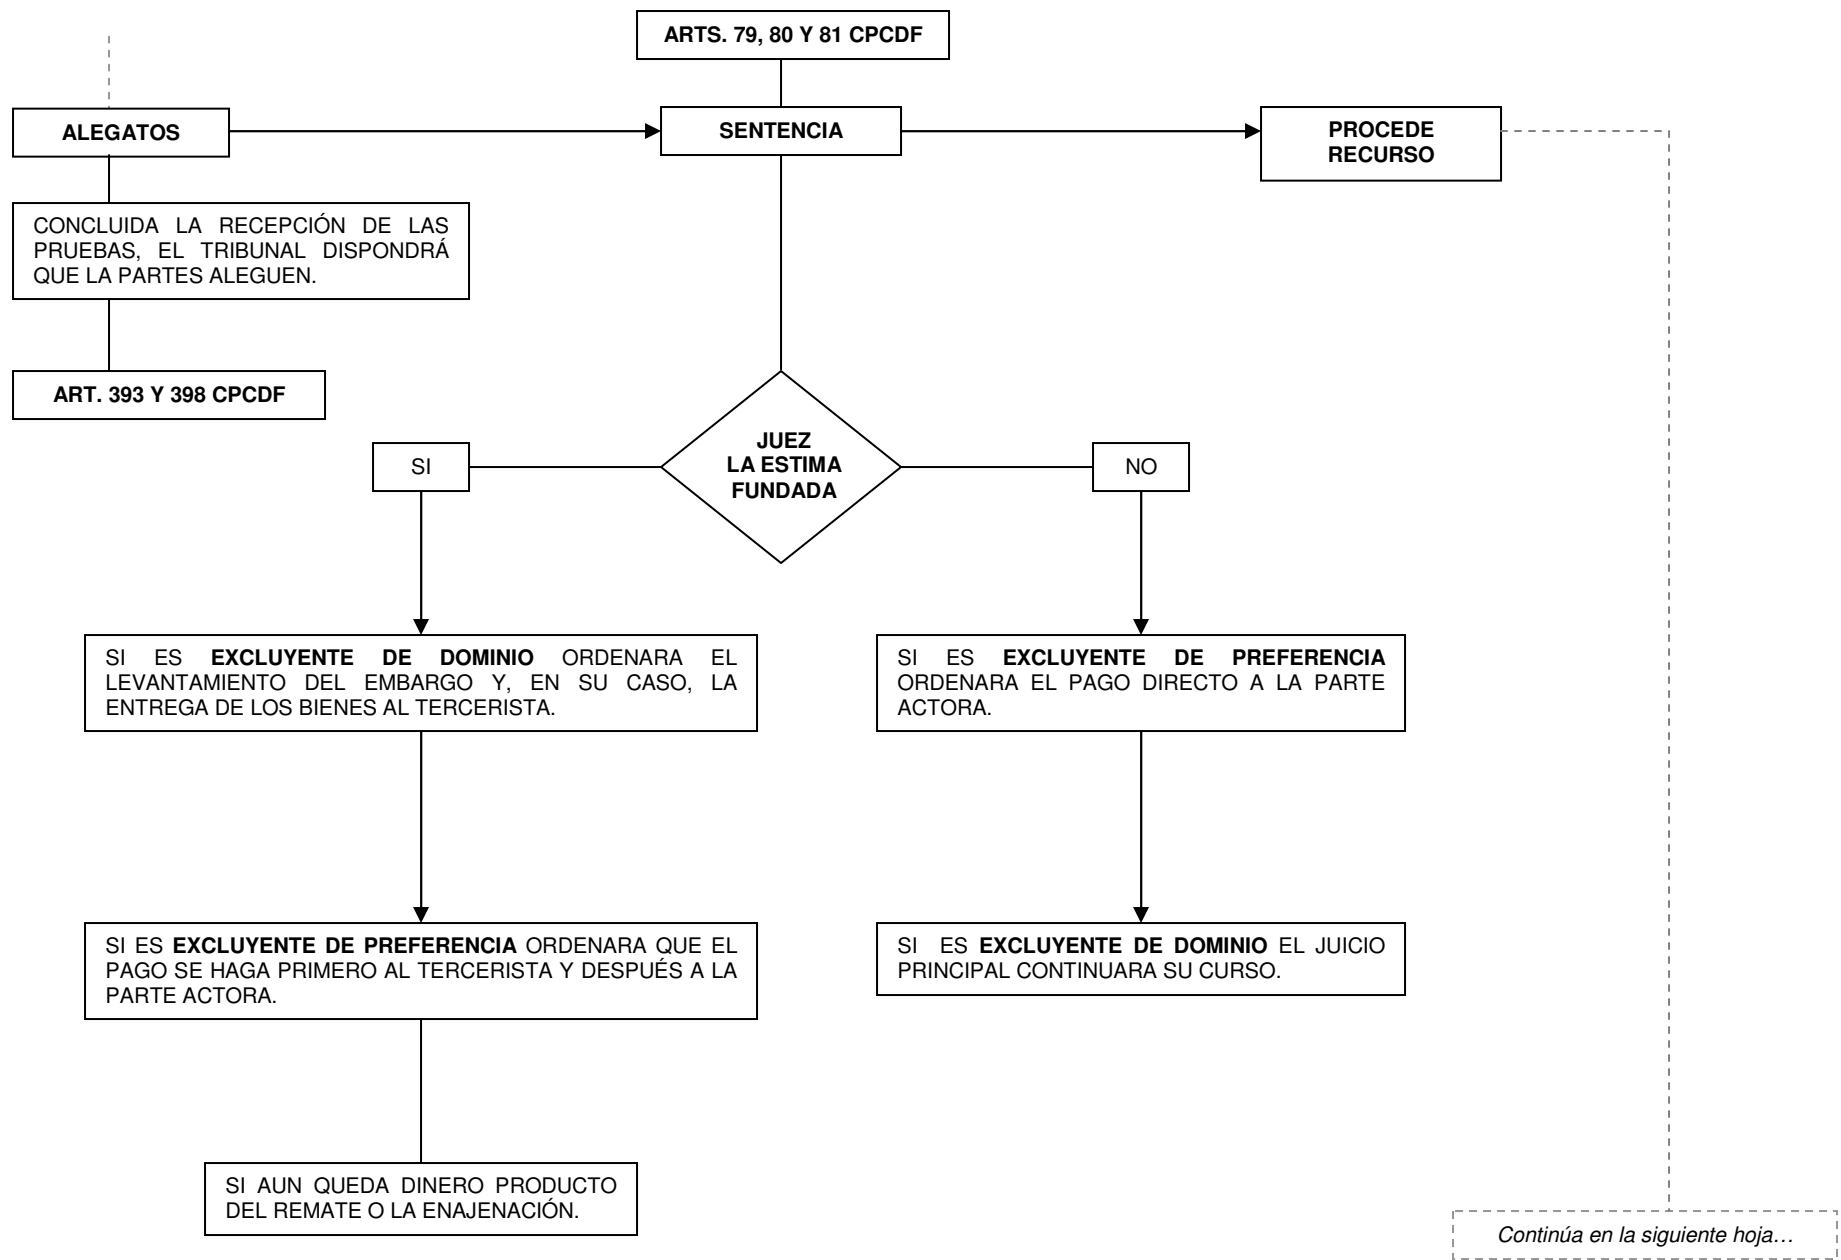 ARTS. 79, 80 Y 81 CPCDF
ALEGATOS
SENTENCIA
PROCEDE
RECURSO
CONCLUIDA LA RECEPCIÓN DE LAS
PRUEBAS, EL TRIBUNAL DISPONDRÁ
QUE LA PARTES ALEGUEN.
ART. 393 Y 398 CPCDF
JUEZ
LA ESTIMA
FUNDADA
SI
NO
SI ES EXCLUYENTE DE DOMINIO ORDENARA EL
LEVANTAMIENTO DEL EMBARGO Y, EN SU CASO, LA
ENTREGA DE LOS BIENES AL TERCERISTA.
SI ES EXCLUYENTE DE PREFERENCIA
ORDENARA EL PAGO DIRECTO A LA PARTE
ACTORA.
SI ES EXCLUYENTE DE PREFERENCIA ORDENARA QUE EL
PAGO SE HAGA PRIMERO AL TERCERISTA Y DESPUÉS A LA
PARTE ACTORA.
SI ES EXCLUYENTE DE DOMINIO EL JUICIO
PRINCIPAL CONTINUARA SU CURSO.
SI AUN QUEDA DINERO PRODUCTO
DEL REMATE O LA ENAJENACIÓN.
Continúa en la siguiente hoja…